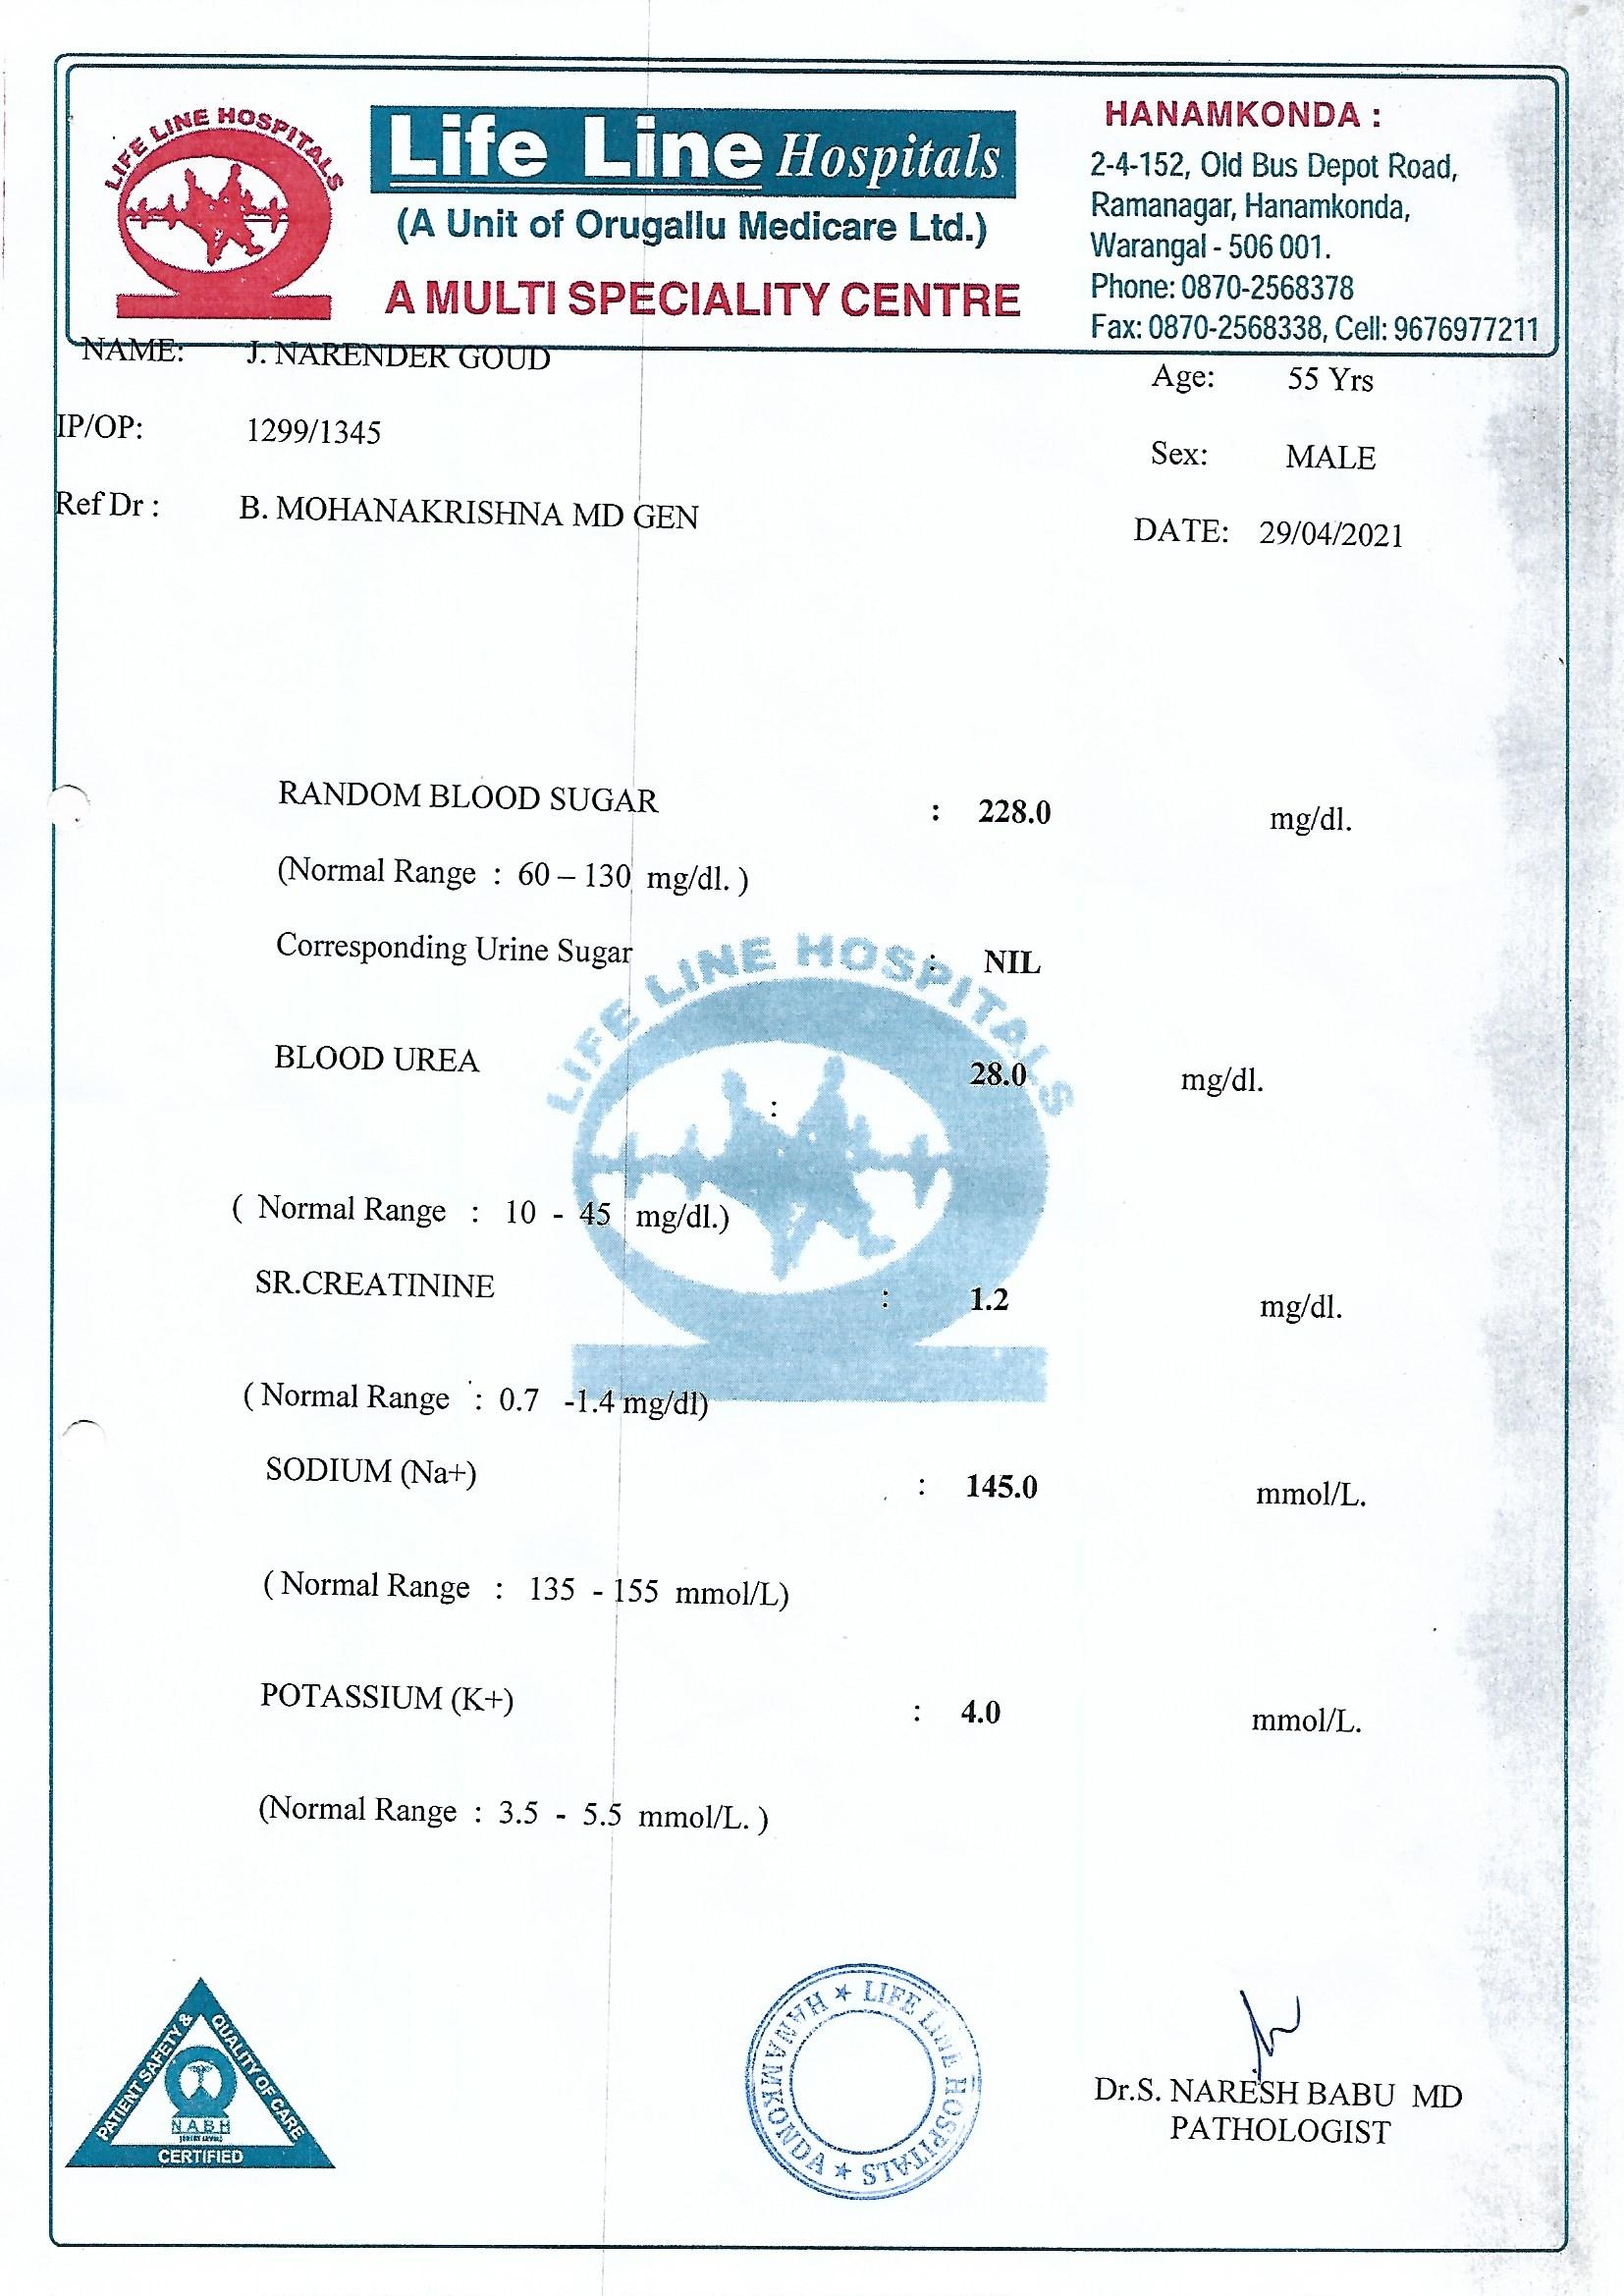 LIFE LINE HOSPITALS
Life Line Hospitals
(A Unit of Orugallu Medicare Ltd.)
A MULTI SPECIALITY CENTRE
HANAMKONDA :
2-4-152, Old Bus Depot Road,
Ramanagar, Hanamkonda,
Warangal - 506 001.
Phone: 0870-2568378
Fax: 0870-2568338, Cell: 9676977211
NAME: J. NARENDER GOUD
Age: 55 Yrs
IP/OP: 1299/1345
Sex: MALE
Ref Dr : B. MOHANAKRISHNA MD GEN
DATE: 29/04/2021
RANDOM BLOOD SUGAR : 228.0 mg/dl.
(Normal Range : 60 – 130 mg/dl. )
Corresponding Urine Sugar : NIL
LIFE LINE HOSPITALS
BLOOD UREA : 28.0 mg/dl.
( Normal Range : 10 - 45 mg/dl.)
SR.CREATININE : 1.2 mg/dl.
( Normal Range : 0.7 -1.4 mg/dl)
SODIUM (Na+) : 145.0 mmol/L.
( Normal Range : 135 - 155 mmol/L)
POTASSIUM (K+) : 4.0 mmol/L.
(Normal Range : 3.5 - 5.5 mmol/L. )
PATIENT SAFETY & QUALITY OF CARE
NABH
CERTIFIED
★ LIFE LINE HOSPITALS ★ HANAMKONDA
Dr.S. NARESH BABU MD
PATHOLOGIST